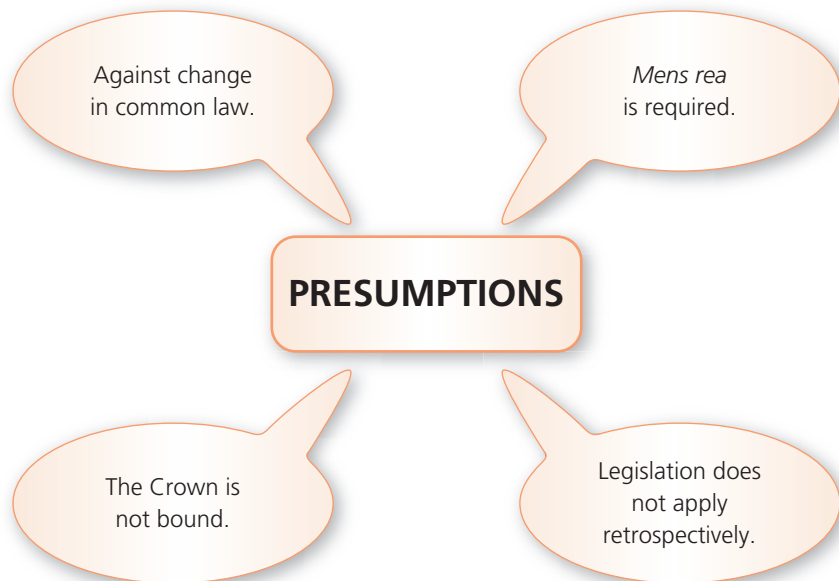 Against change
in common law.
Mens rea
is required.
PRESUMPTIONS
The Crown is
not bound.
Legislation does
not apply
retrospectively.